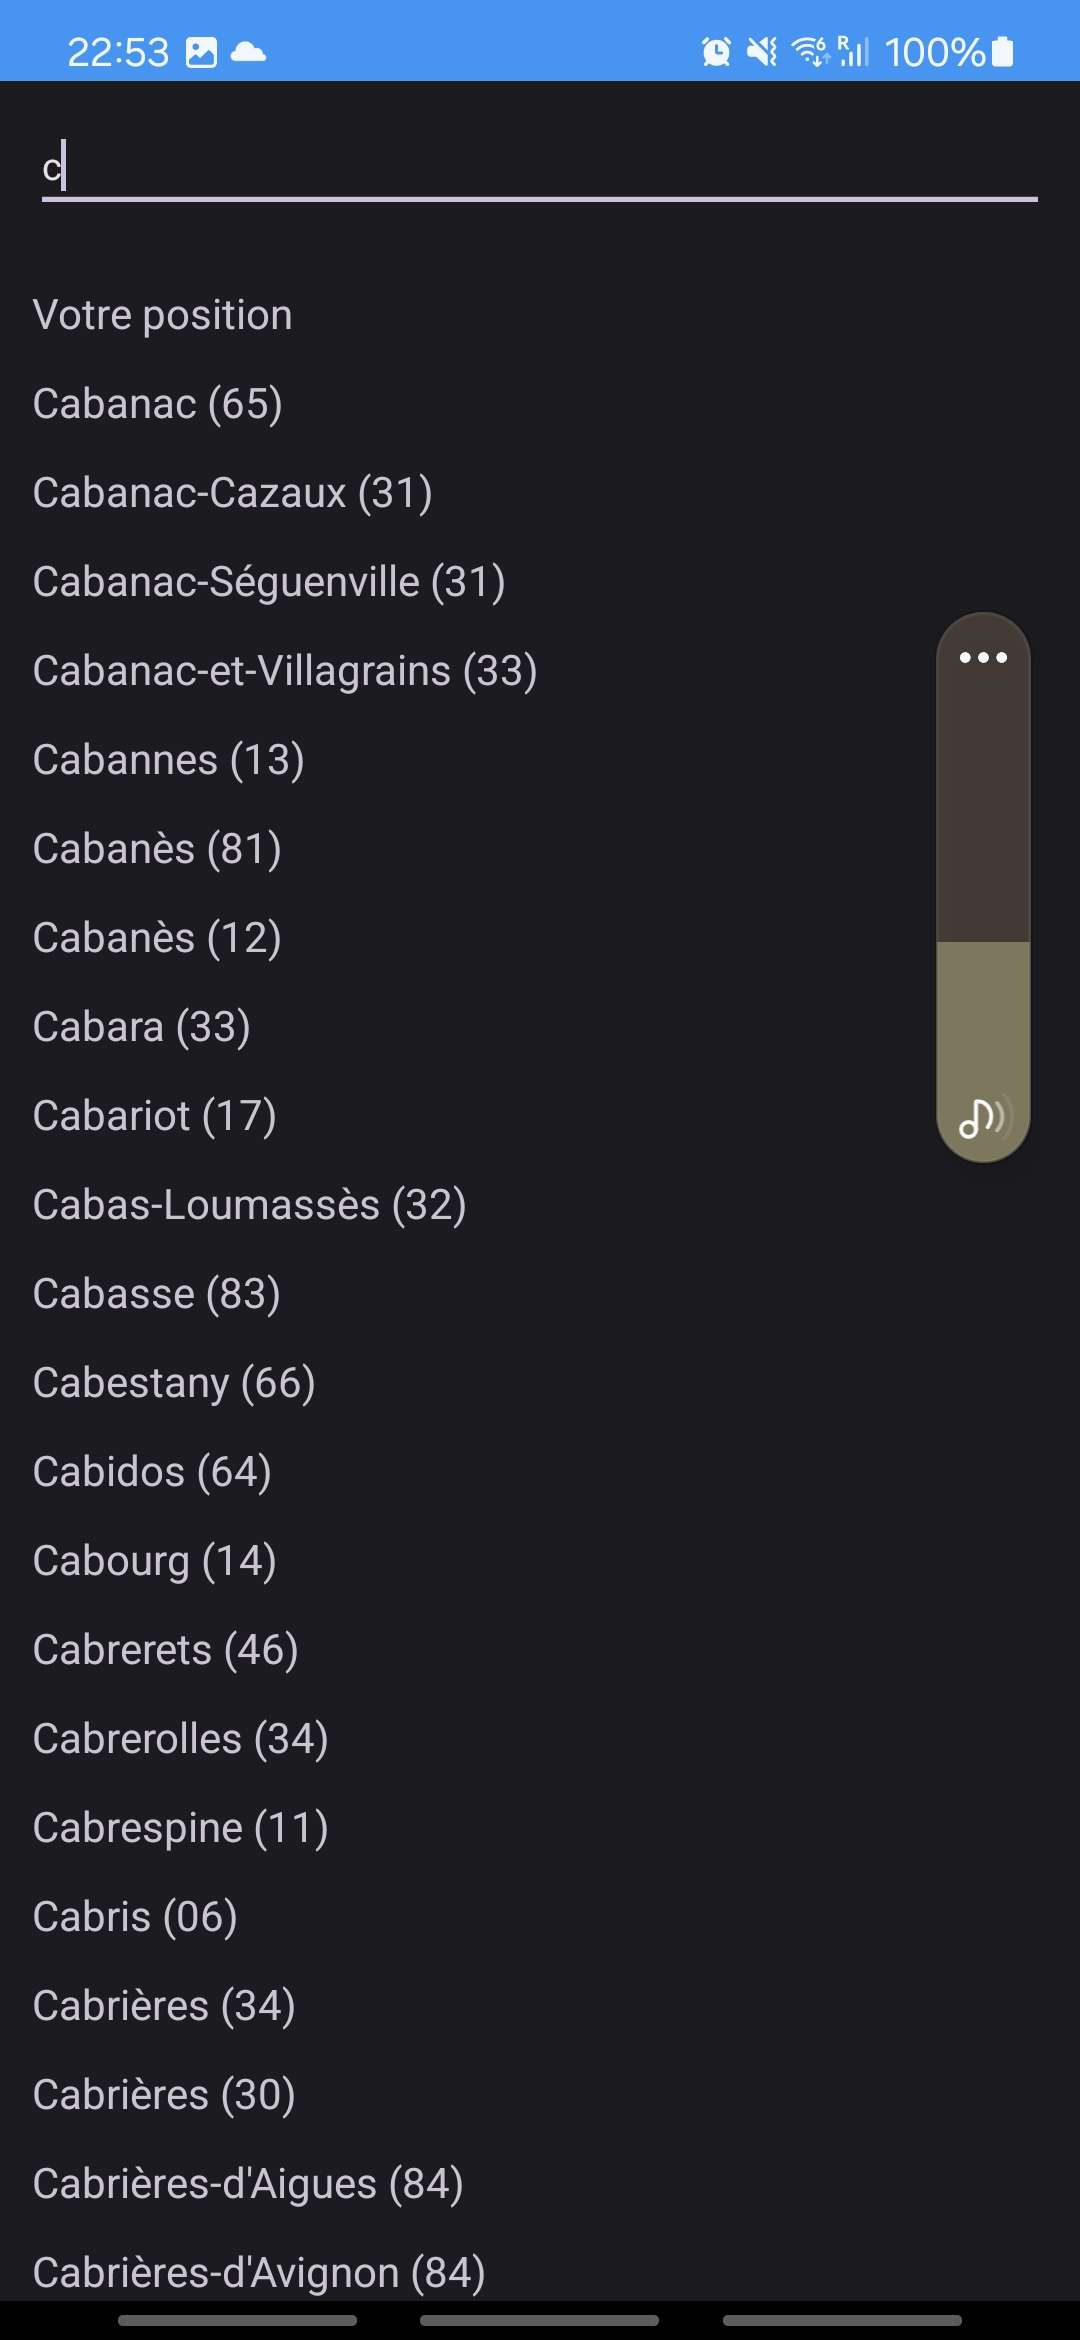 22:53 6 R 100%
c
Votre position
Cabanac (65)
Cabanac-Cazaux (31)
Cabanac-Séguenville (31)
Cabanac-et-Villagrains (33)
Cabannes (13)
Cabanès (81)
Cabanès (12)
Cabara (33)
Cabariot (17)
Cabas-Loumassès (32)
Cabasse (83)
Cabestany (66)
Cabidos (64)
Cabourg (14)
Cabrerets (46)
Cabrerolles (34)
Cabrespine (11)
Cabris (06)
Cabrières (34)
Cabrières (30)
Cabrières-d'Aigues (84)
Cabrières-d'Avignon (84)